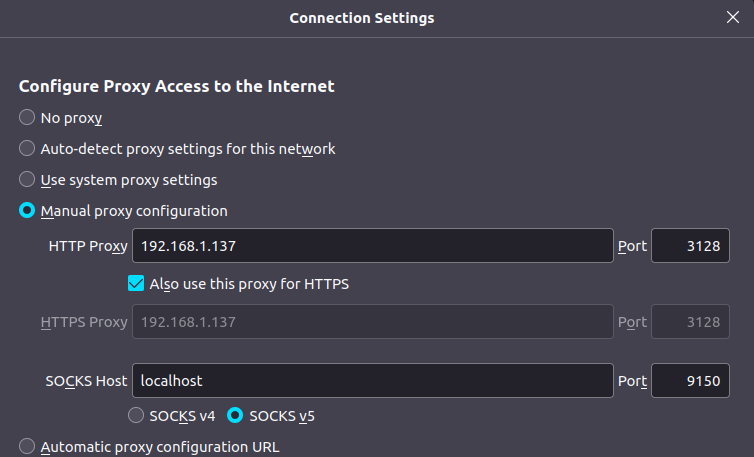 Connection Settings
Configure Proxy Access to the Internet
No proxy
Auto-detect proxy settings for this network
Use system proxy settings
Manual proxy configuration
HTTP Proxy 192.168.1.137 Port 3128
Also use this proxy for HTTPS
HTTPS Proxy 192.168.1.137 Port 3128
SOCKS Host localhost Port 9150
SOCKS v4 SOCKS v5
Automatic proxy configuration URL